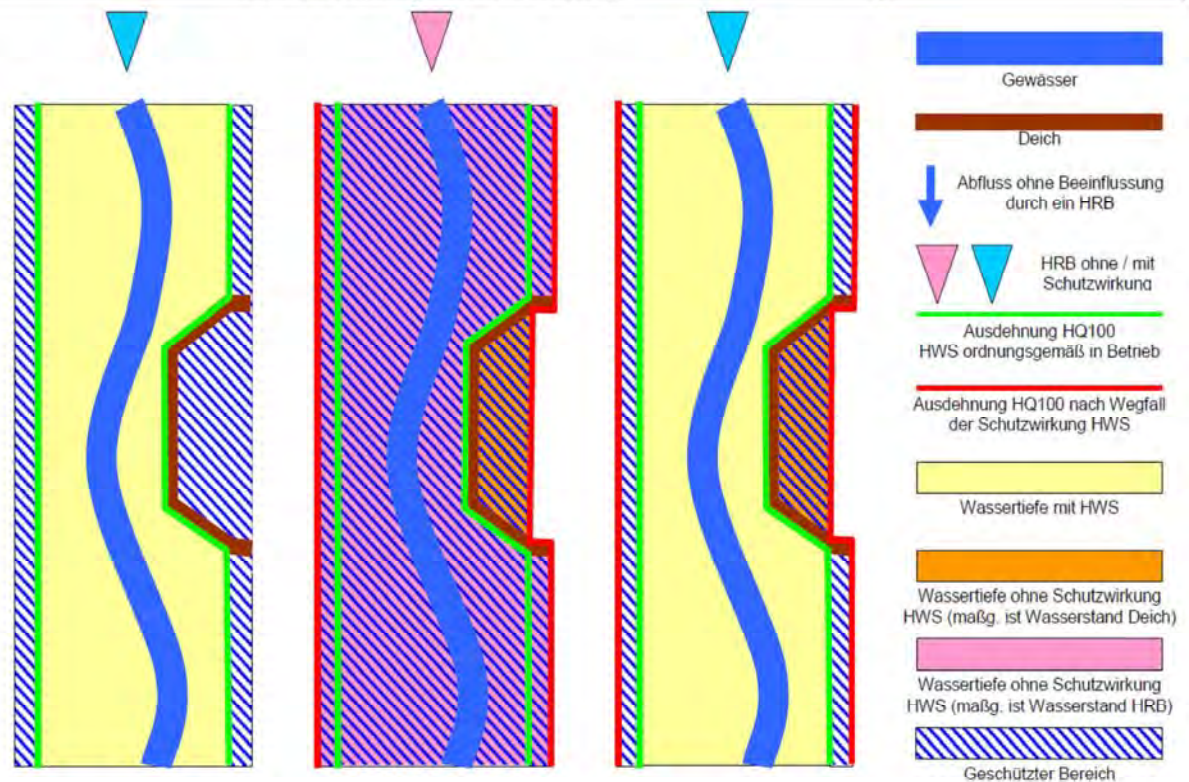 Gewässer
Deich
Abfluss ohne Beeinflussung
durch ein HRB
HRB ohne / mit
Schutzwirkung
Ausdehnung HQ100
HWS ordnungsgemäß in Betrieb
Ausdehnung HQ100 nach Wegfall
der Schutzwirkung HWS
Wassertiefe mit HWS
Wassertiefe ohne Schutzwirkung
HWS (maßg. ist Wasserstand Deich)
Wassertiefe ohne Schutzwirkung
HWS (maßg. ist Wasserstand HRB)
Geschützter Bereich